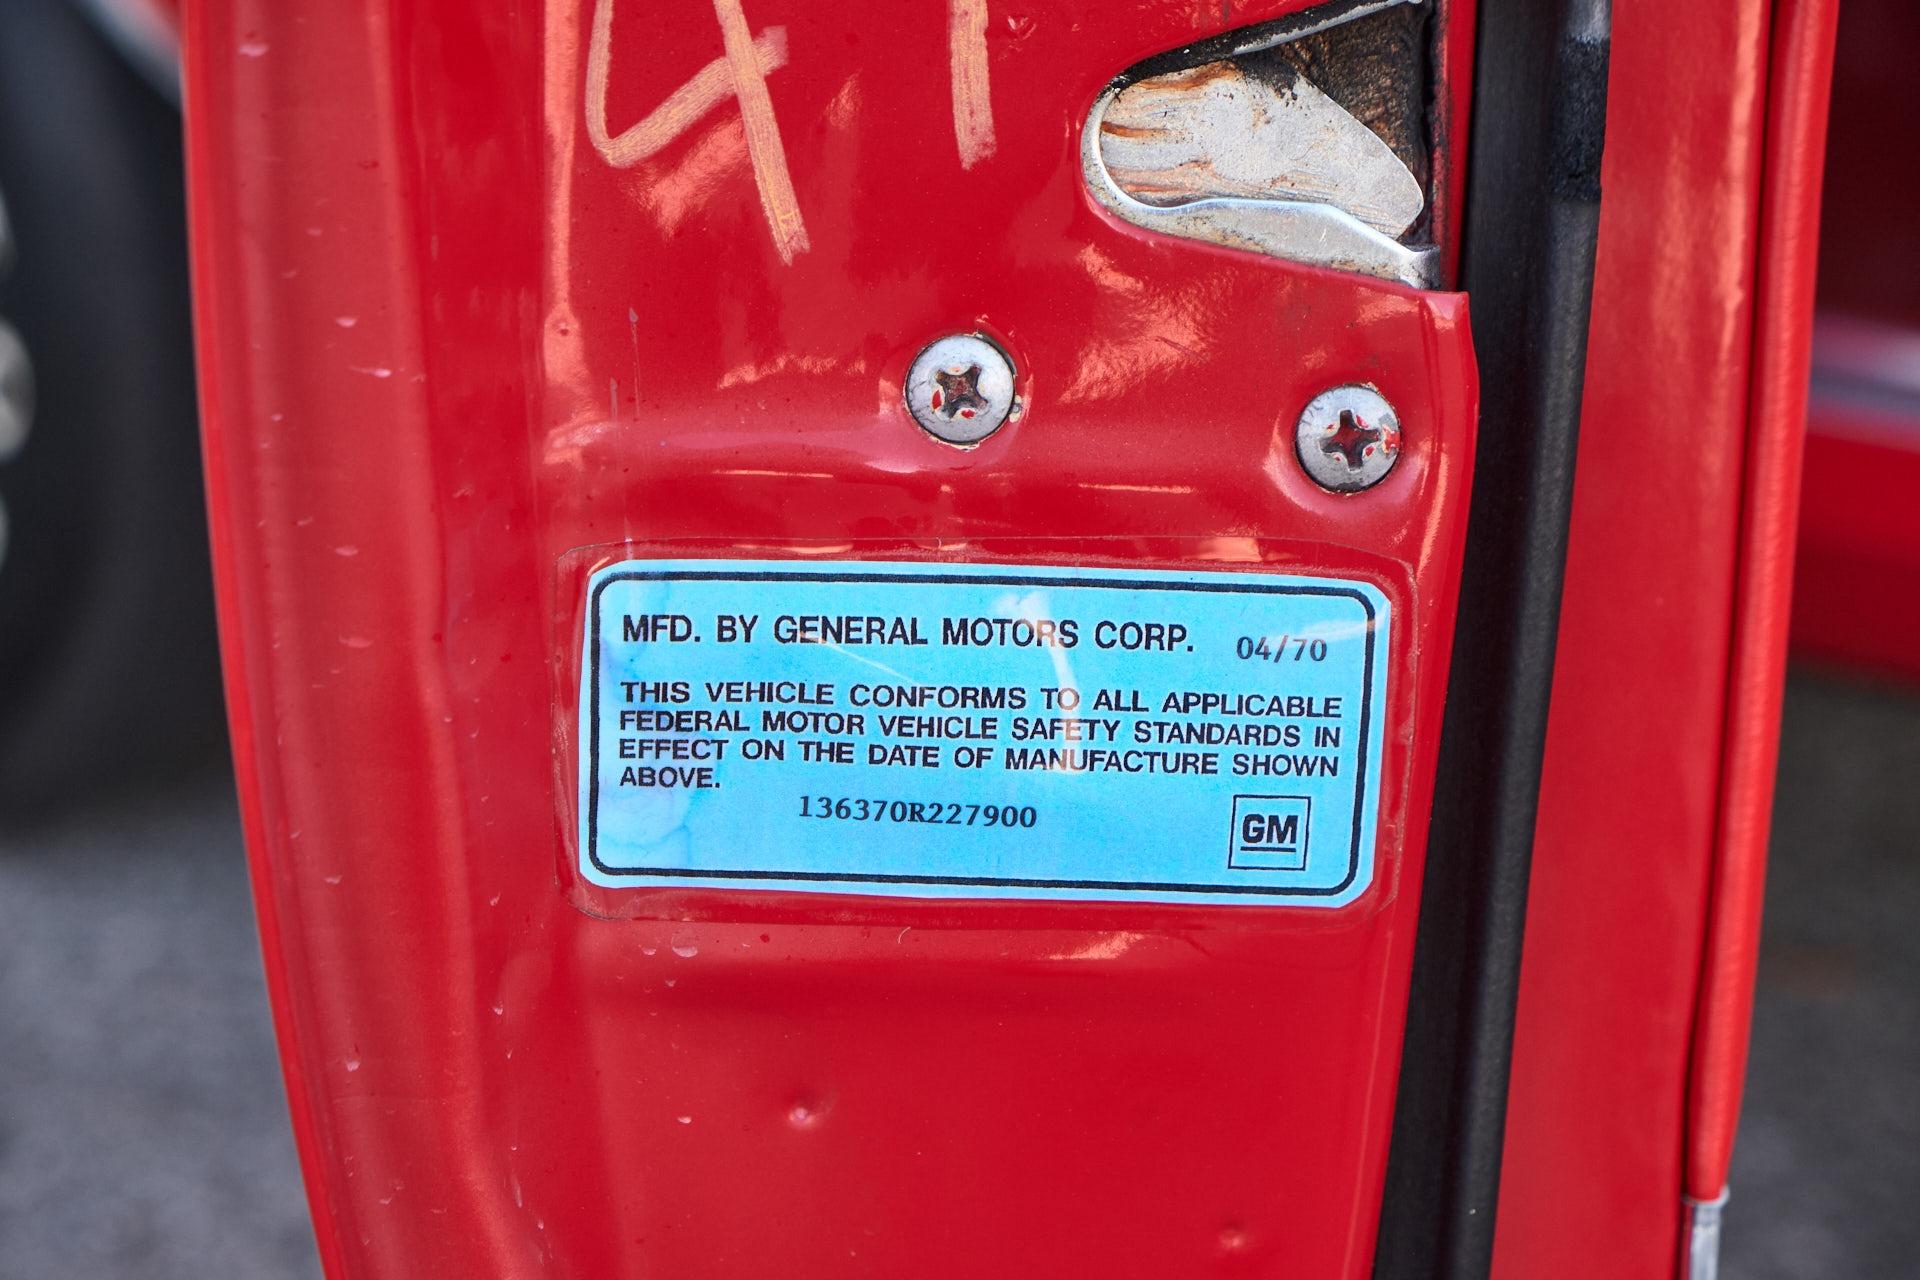 41
MFD. BY GENERAL MOTORS CORP. 04/70
THIS VEHICLE CONFORMS TO ALL APPLICABLE
FEDERAL MOTOR VEHICLE SAFETY STANDARDS IN
EFFECT ON THE DATE OF MANUFACTURE SHOWN
ABOVE.
136370R227900
GM